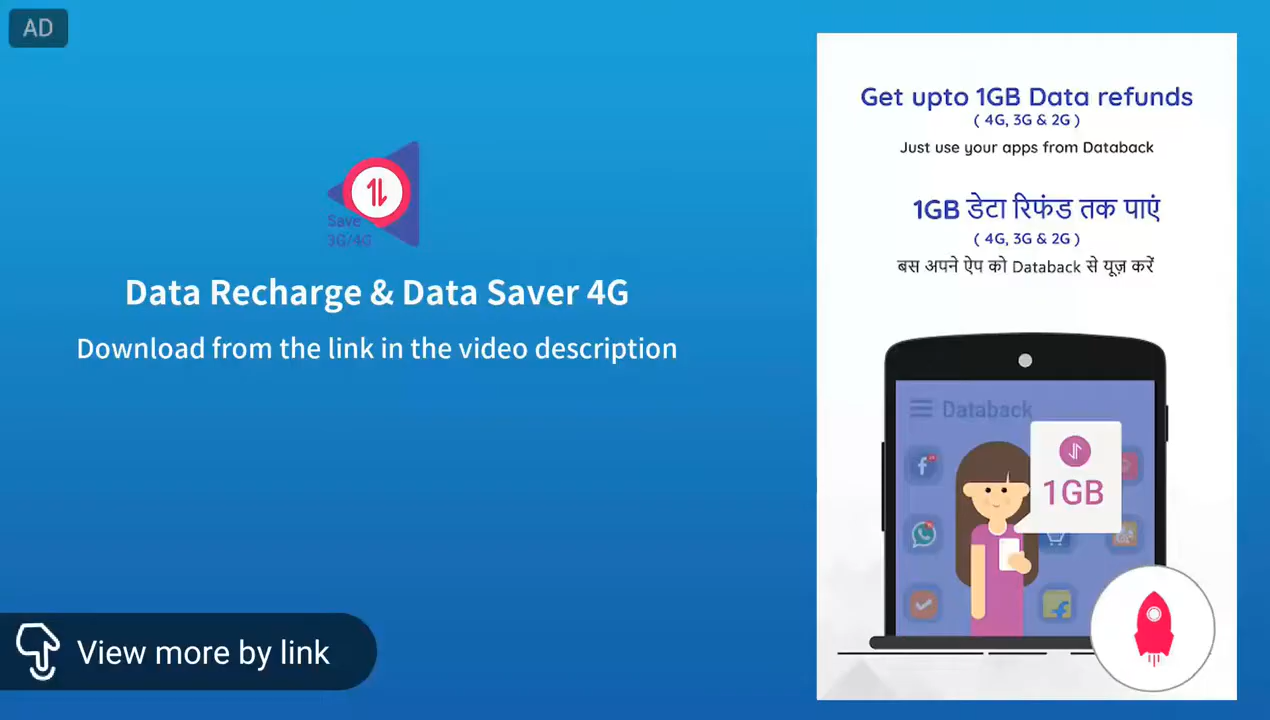 AD
Save
3G/4G
Data Recharge & Data Saver 4G
Download from the link in the video description
View more by link
Get upto 1GB Data refunds
( 4G, 3G & 2G )
Just use your apps from Databack
1GB डेटा रिफंड तक पाएं
( 4G, 3G & 2G )
बस अपने ऐप को Databack से यूज़ करें
Databack
1GB